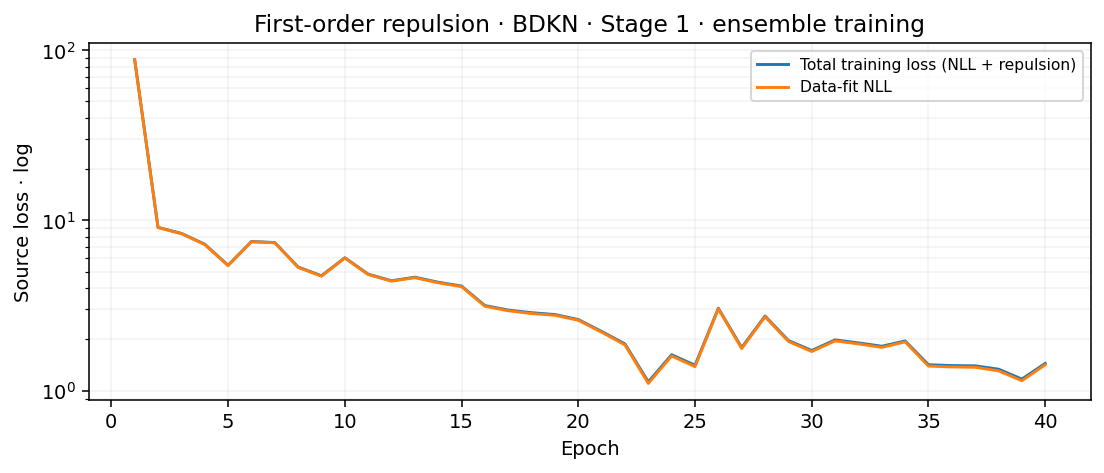 First-order repulsion · BDKN · Stage 1 · ensemble training
Total training loss (NLL + repulsion)
Data-fit NLL
Source loss · log
10²
10¹
10⁰
0 5 10 15 20 25 30 35 40
Epoch